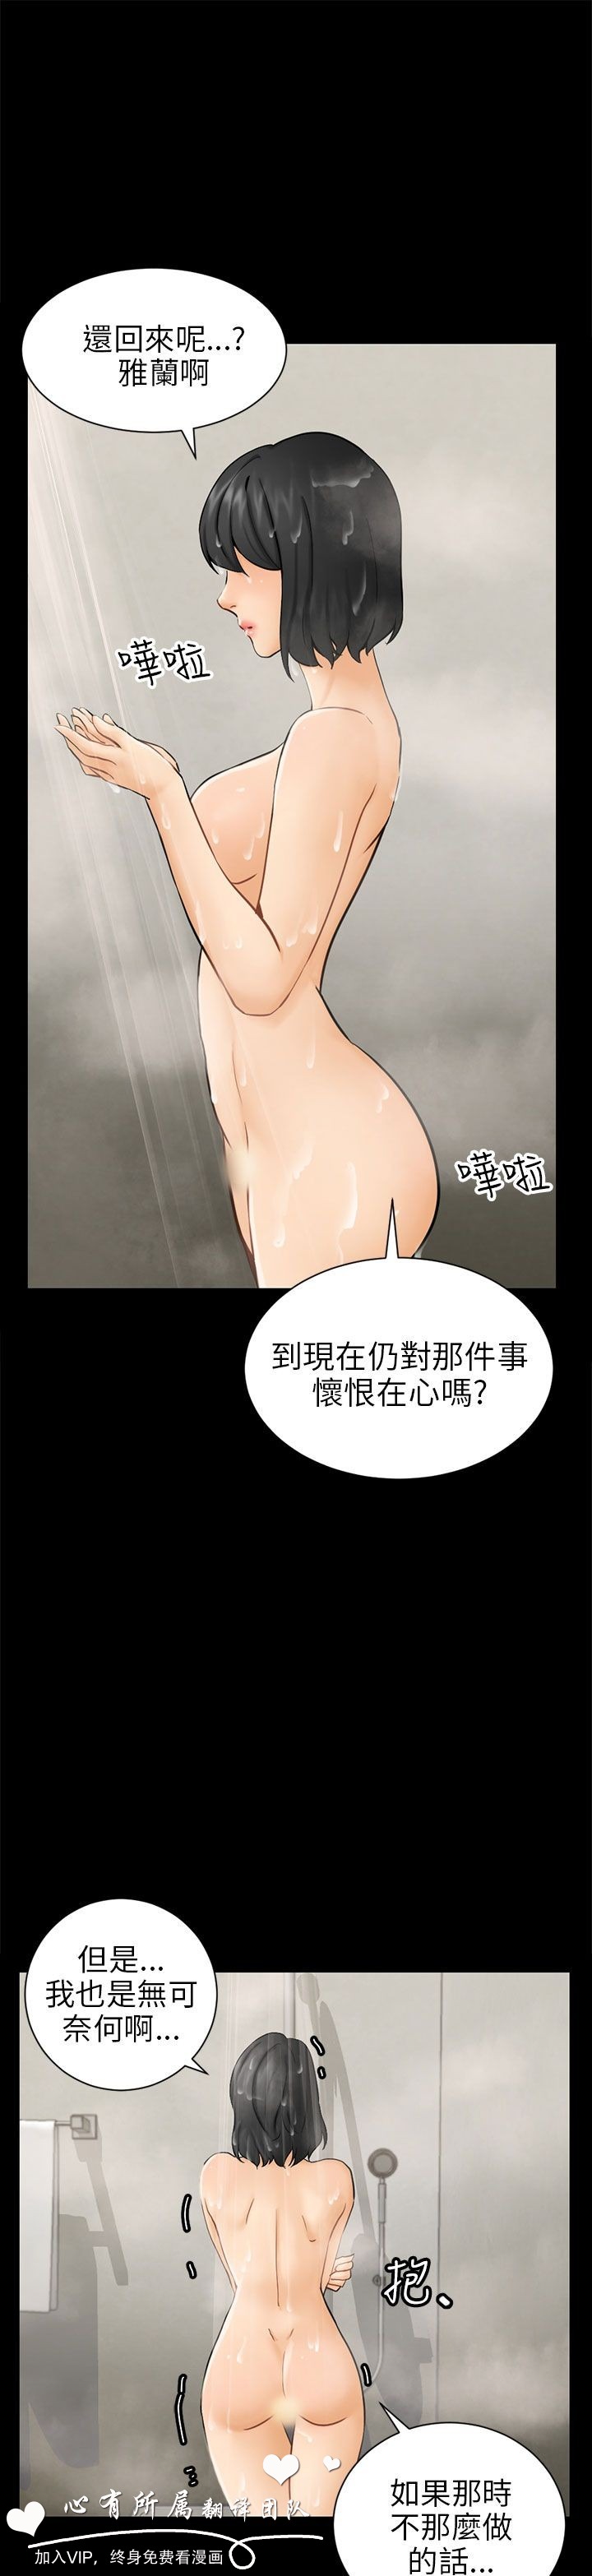 還回來呢...?
雅蘭啊
嘩啦
嘩啦
到現在仍對那件事
懷恨在心嗎?
但是...
我也是無可
奈何啊...
抱、
如果那時
不那麼做
的話...
心有所属翻译团队
加入VIP，终身免费看漫画